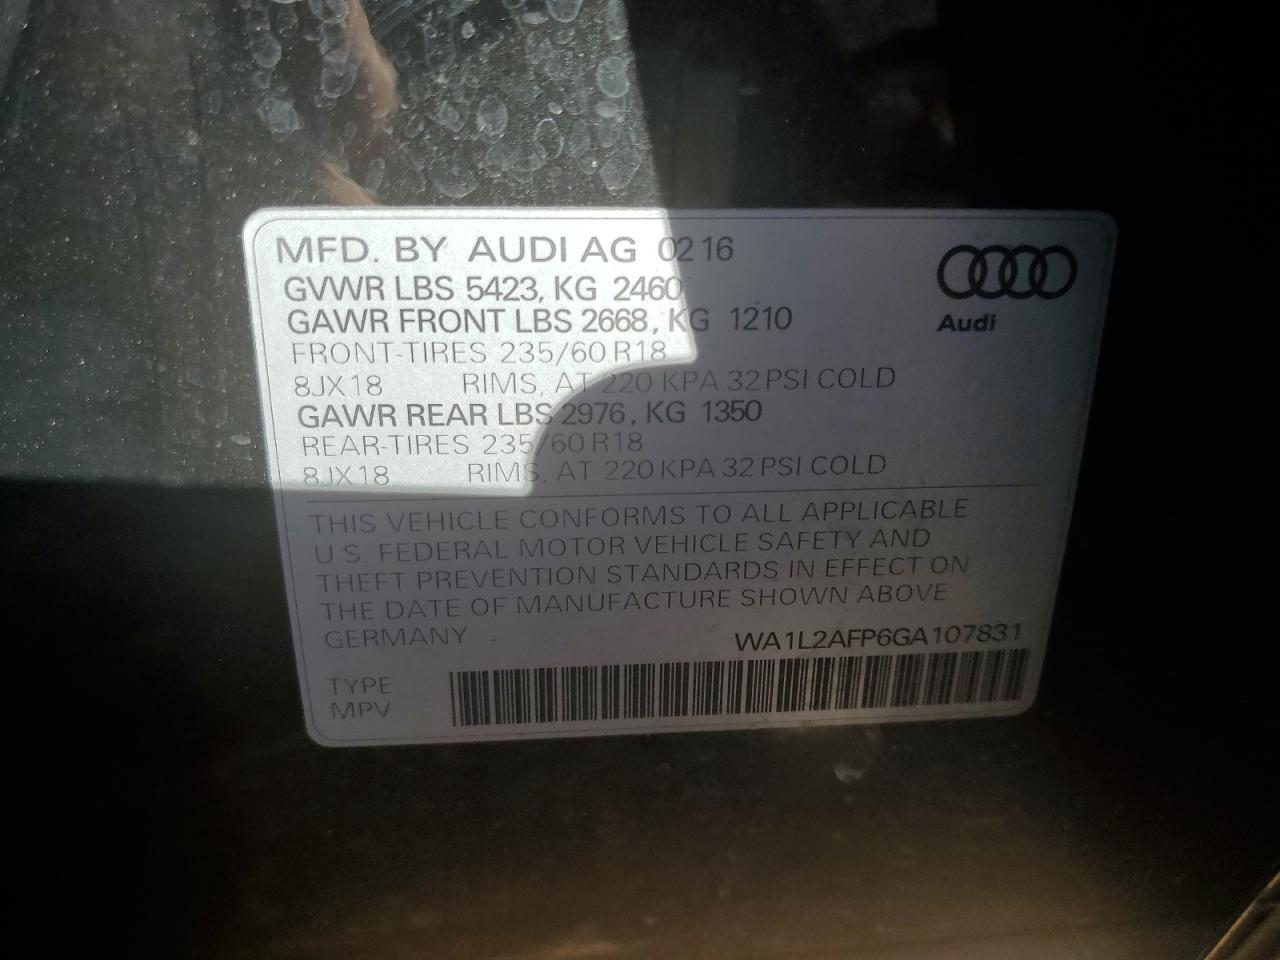 MFD. BY AUDI AG 02 16
GVWR LBS 5423, KG 2460
GAWR FRONT LBS 2668, KG 1210
FRONT-TIRES 235/60 R18
8JX18 RIMS, AT 220 KPA 32 PSI COLD
GAWR REAR LBS 2976, KG 1350
REAR-TIRES 235/60 R18
8JX18 RIMS, AT 220 KPA 32 PSI COLD
Audi
THIS VEHICLE CONFORMS TO ALL APPLICABLE
U.S. FEDERAL MOTOR VEHICLE SAFETY AND
THEFT PREVENTION STANDARDS IN EFFECT ON
THE DATE OF MANUFACTURE SHOWN ABOVE
GERMANY WA1L2AFP6GA107831
TYPE
MPV